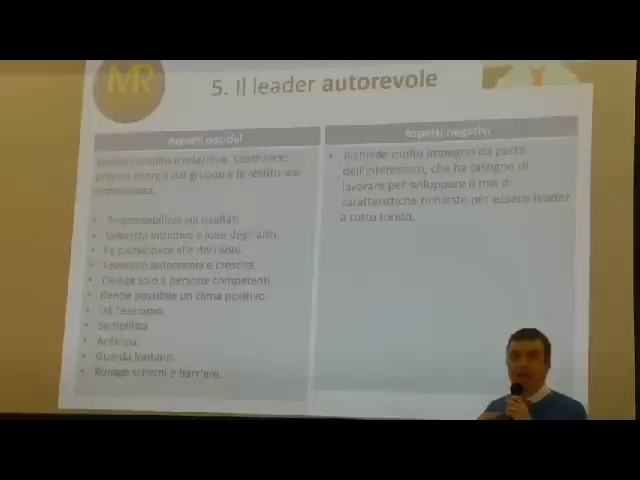 MR
5. Il leader autorevole
Aspetti positivi
Aspetti negativi
compito e relazione. Costruisce:
prende energia dal gruppo e la restituisce
Responsabilizza sui risultati
Valorizza iniziative e idee degli altri.
Fa partecipare alle decisioni.
Favorisce autonomia e crescita.
Delega solo a persone competenti
Rende possibile un clima positivo.
Dà l'esempio.
Semplifica.
Anticipa.
Guarda lontano.
Rompe schemi e barriere.
• Richiede molto impegno da parte
dell'interessato, che ha bisogno di
lavorare per sviluppare il mix di
caratteristiche richieste per essere leader
a tutto tondo.